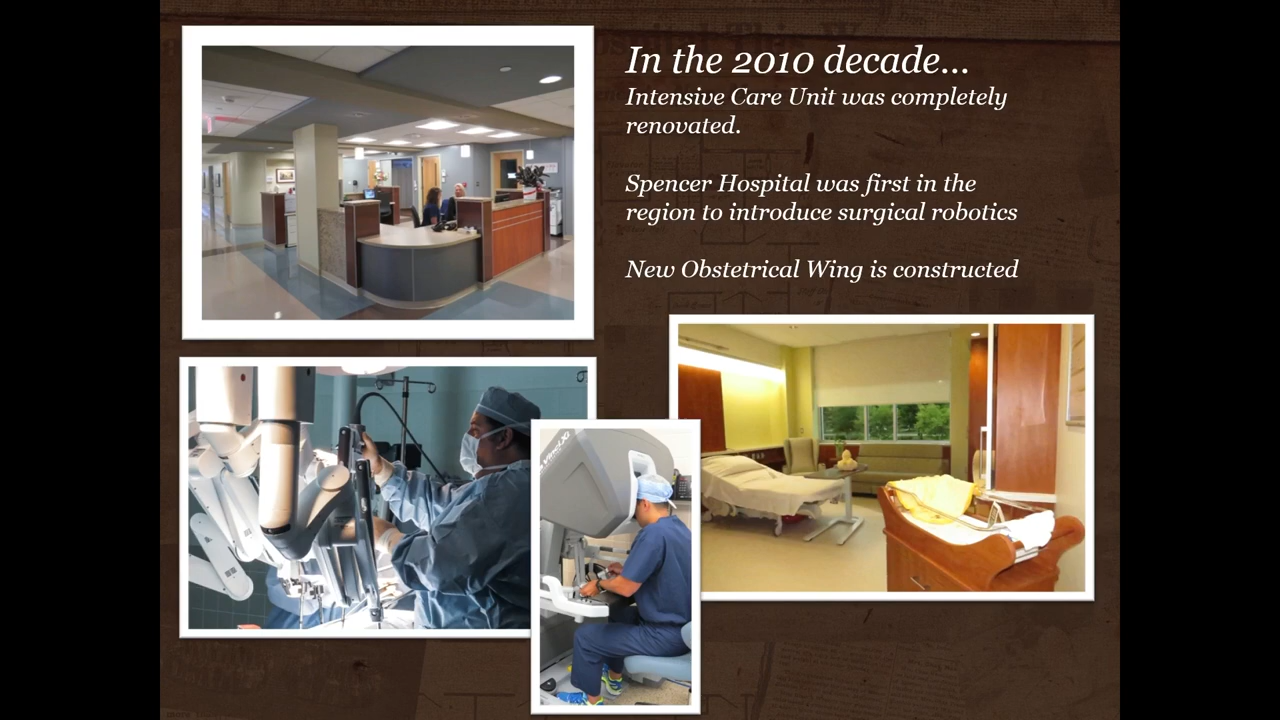 In the 2010 decade...
Intensive Care Unit was completely
renovated.
Spencer Hospital was first in the
region to introduce surgical robotics
New Obstetrical Wing is constructed